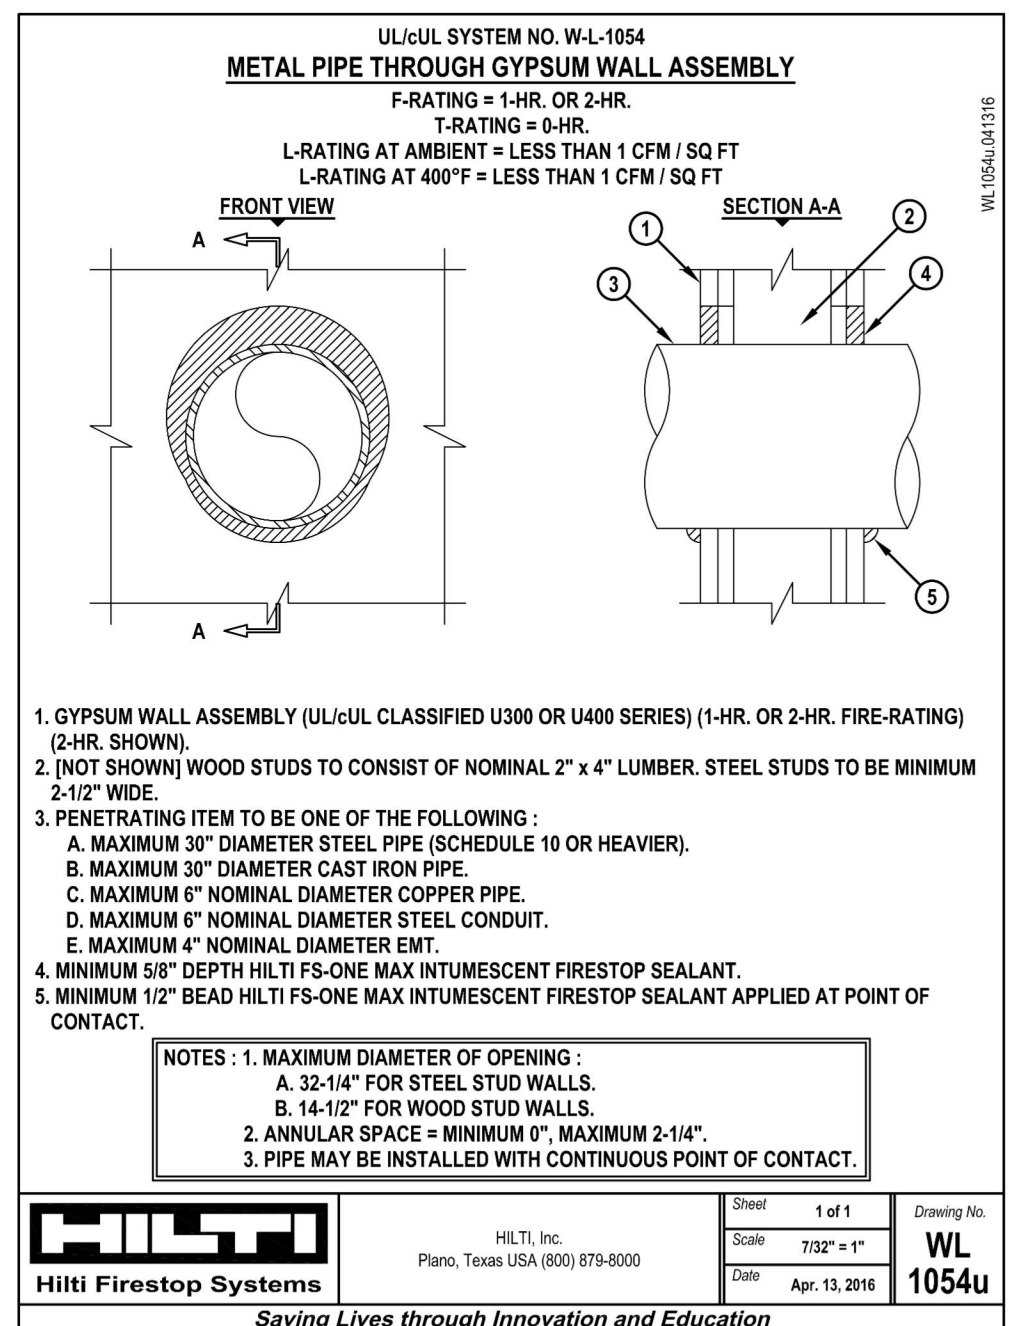 UL/cUL SYSTEM NO. W-L-1054
METAL PIPE THROUGH GYPSUM WALL ASSEMBLY
F-RATING = 1-HR. OR 2-HR.
T-RATING = 0-HR.
L-RATING AT AMBIENT = LESS THAN 1 CFM / SQ FT
L-RATING AT 400°F = LESS THAN 1 CFM / SQ FT
WL1054u.041316
FRONT VIEW
SECTION A-A
A
A
1
2
3
4
5
1. GYPSUM WALL ASSEMBLY (UL/cUL CLASSIFIED U300 OR U400 SERIES) (1-HR. OR 2-HR. FIRE-RATING)
(2-HR. SHOWN).
2. [NOT SHOWN] WOOD STUDS TO CONSIST OF NOMINAL 2" x 4" LUMBER. STEEL STUDS TO BE MINIMUM
2-1/2" WIDE.
3. PENETRATING ITEM TO BE ONE OF THE FOLLOWING :
A. MAXIMUM 30" DIAMETER STEEL PIPE (SCHEDULE 10 OR HEAVIER).
B. MAXIMUM 30" DIAMETER CAST IRON PIPE.
C. MAXIMUM 6" NOMINAL DIAMETER COPPER PIPE.
D. MAXIMUM 6" NOMINAL DIAMETER STEEL CONDUIT.
E. MAXIMUM 4" NOMINAL DIAMETER EMT.
4. MINIMUM 5/8" DEPTH HILTI FS-ONE MAX INTUMESCENT FIRESTOP SEALANT.
5. MINIMUM 1/2" BEAD HILTI FS-ONE MAX INTUMESCENT FIRESTOP SEALANT APPLIED AT POINT OF
CONTACT.
NOTES : 1. MAXIMUM DIAMETER OF OPENING :
A. 32-1/4" FOR STEEL STUD WALLS.
B. 14-1/2" FOR WOOD STUD WALLS.
2. ANNULAR SPACE = MINIMUM 0", MAXIMUM 2-1/4".
3. PIPE MAY BE INSTALLED WITH CONTINUOUS POINT OF CONTACT.
HILTI
Hilti Firestop Systems
HILTI, Inc.
Plano, Texas USA (800) 879-8000
Sheet 1 of 1
Scale 7/32" = 1"
Date Apr. 13, 2016
Drawing No.
WL
1054u
Saving Lives through Innovation and Education